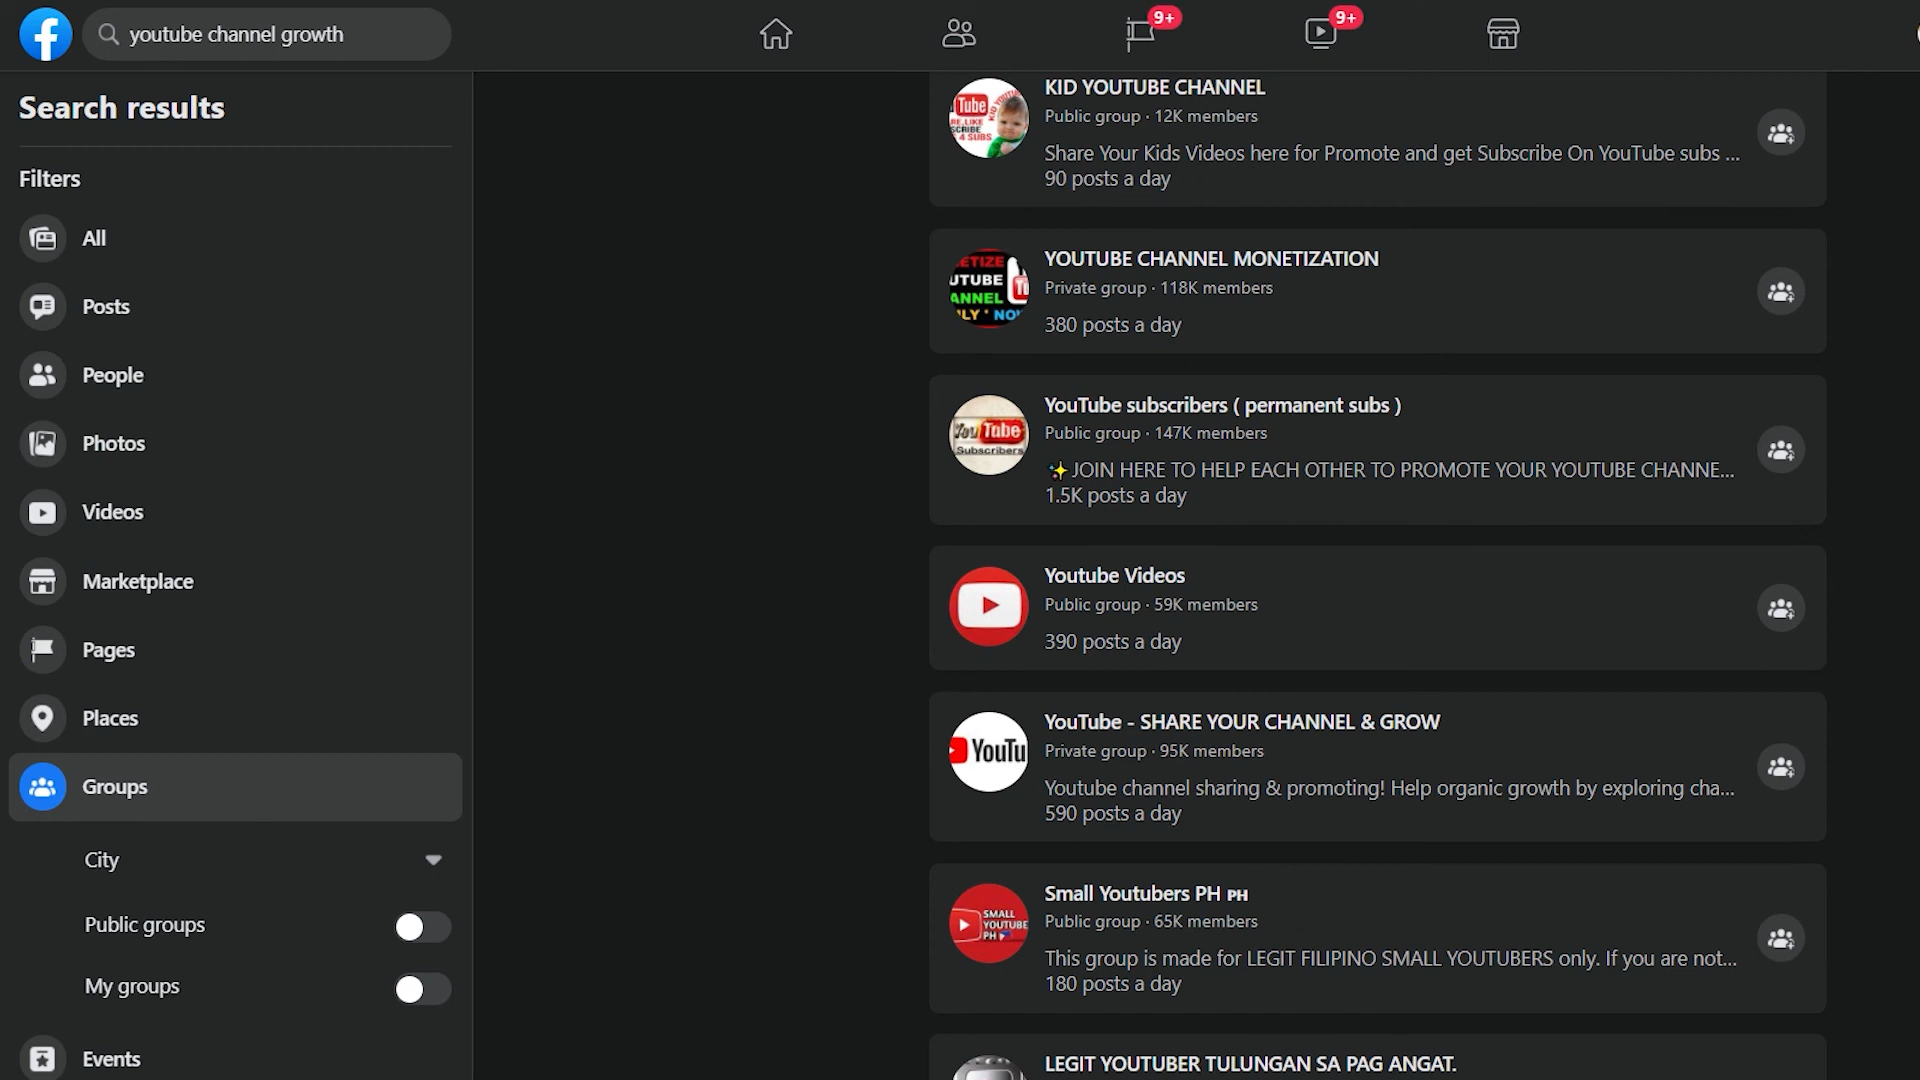 youtube channel growth
9+
9+
Search results
Filters
All
Posts
People
Photos
Videos
Marketplace
Pages
Places
Groups
City
Public groups
My groups
Events
KID YOUTUBE CHANNEL
Public group · 12K members
Share Your Kids Videos here for Promote and get Subscribe On YouTube subs ...
90 posts a day
YOUTUBE CHANNEL MONETIZATION
Private group · 118K members
380 posts a day
YouTube subscribers ( permanent subs )
Public group · 147K members
✨JOIN HERE TO HELP EACH OTHER TO PROMOTE YOUR YOUTUBE CHANNE...
1.5K posts a day
You Tube
Subscribers
Youtube Videos
Public group · 59K members
390 posts a day
YouTube - SHARE YOUR CHANNEL & GROW
Private group · 95K members
Youtube channel sharing & promoting! Help organic growth by exploring cha...
590 posts a day
YouTu
Small Youtubers PH PH
Public group · 65K members
This group is made for LEGIT FILIPINO SMALL YOUTUBERS only. If you are not...
180 posts a day
SMALL
YOUTUBE
PH
LEGIT YOUTUBER TULUNGAN SA PAG ANGAT.